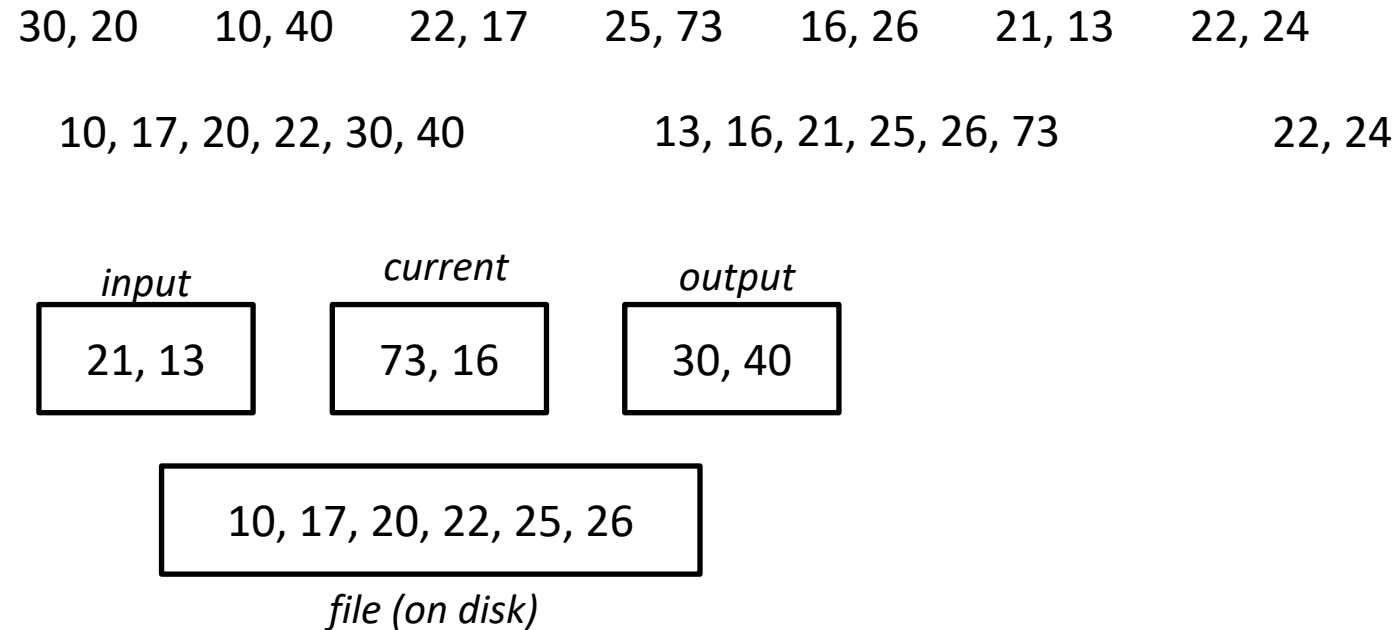 30, 20 10, 40 22, 17 25, 73 16, 26 21, 13 22, 24
10, 17, 20, 22, 30, 40 13, 16, 21, 25, 26, 73 22, 24
input current output
21, 13 73, 16 30, 40
10, 17, 20, 22, 25, 26
file (on disk)